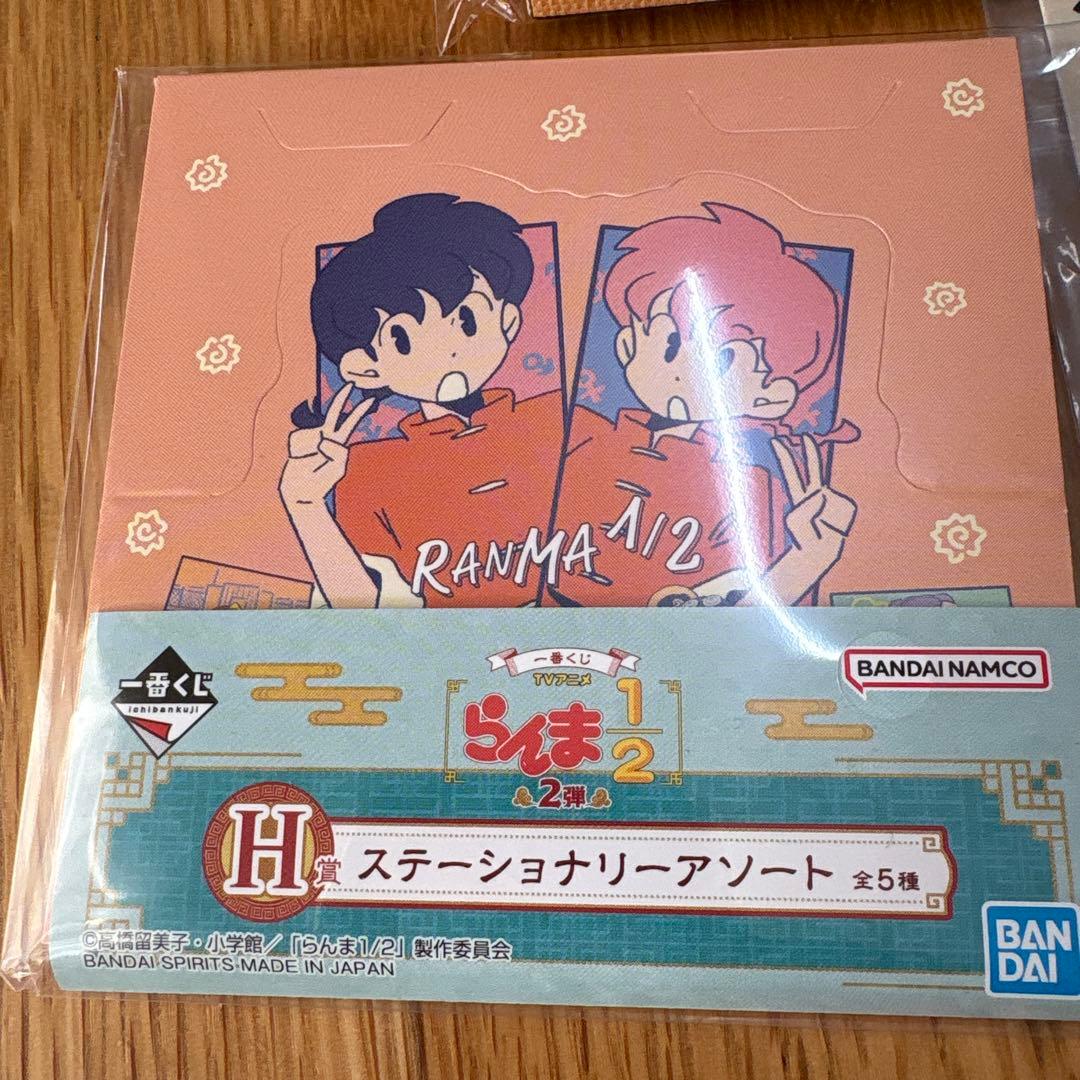 RANMA 1/2
一番くじ
ichibankuji
一番くじ
TVアニメ
らんま
1/2
2弾
BANDAI NAMCO
H賞 ステーショナリーアソート 全5種
©高橋留美子・小学館/「らんま1/2」製作委員会
BANDAI SPIRITS MADE IN JAPAN
BAN
DAI